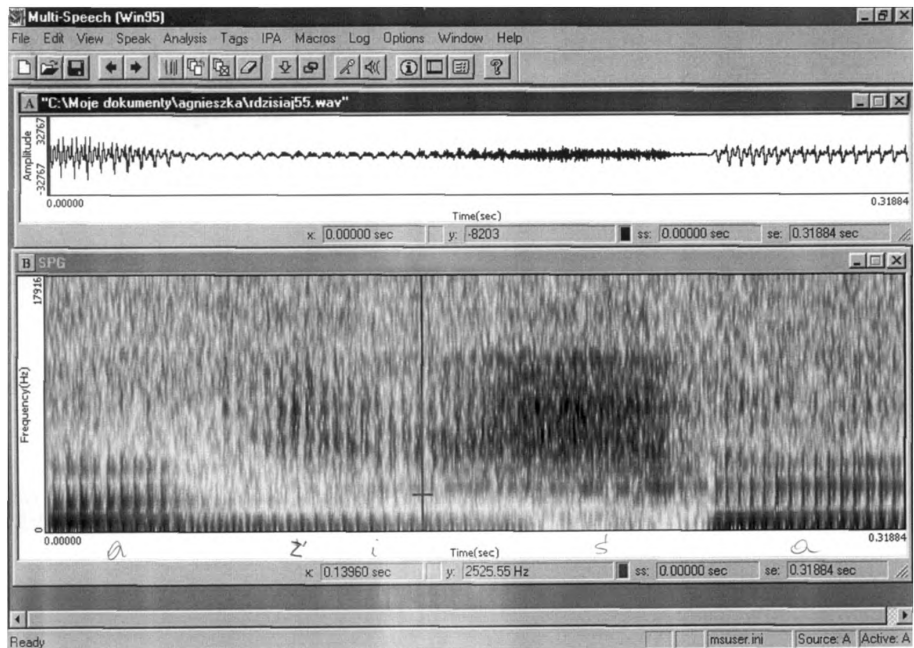 Multi-Speech (Win95)
File Edit View Speak Analysis Tags IPA Macros Log Options Window Help
A "C:\Moje dokumenty\agnieszka\rdzisiaj55.wav"
Amplitude
32767
-32767
0.00000 0.31884
Time(sec)
x: 0.00000 sec y: -8203 ss: 0.00000 sec se: 0.31884 sec
B SPG
17916
Frequency(Hz)
0
0.00000 0.31884
a ź i ś a
Time(sec)
x: 0.13960 sec y: 2525.55 Hz ss: 0.00000 sec se: 0.31884 sec
Ready msuser.ini Source: A Active: A